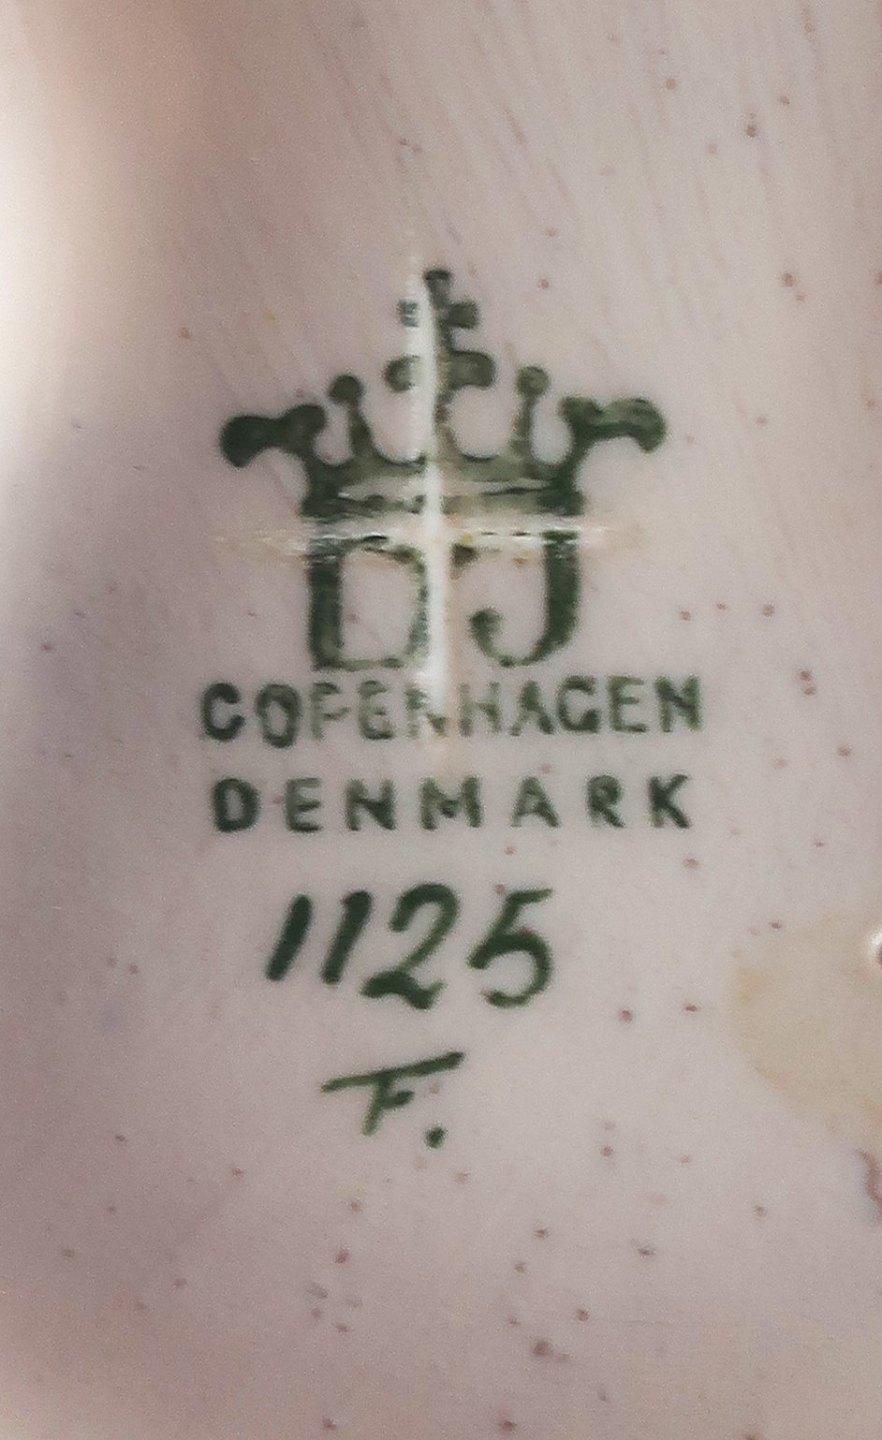 DJ
COPENHAGEN
DENMARK
1125
F.